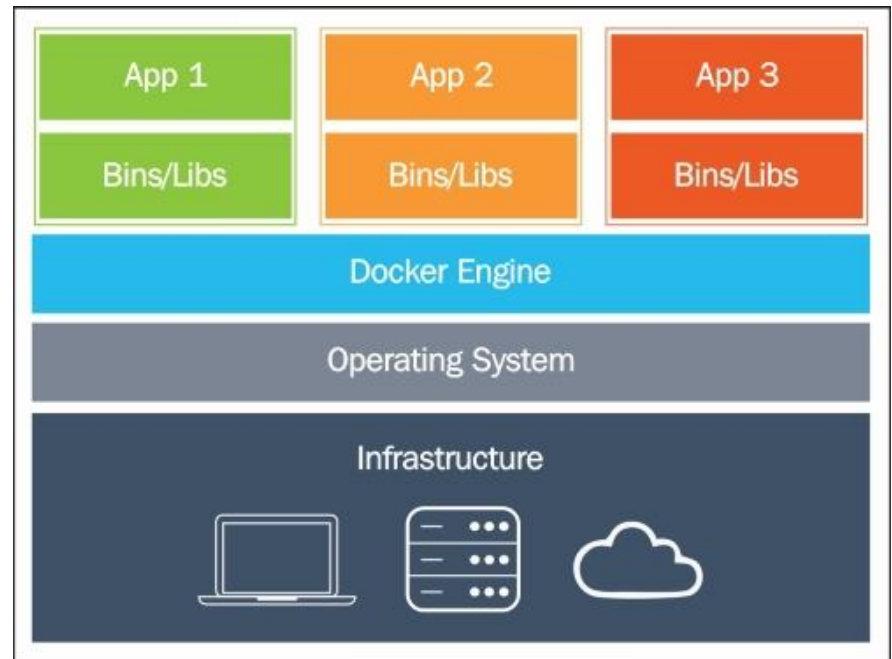 App 1
App 2
App 3
Bins/Libs
Bins/Libs
Bins/Libs
Docker Engine
Operating System
Infrastructure